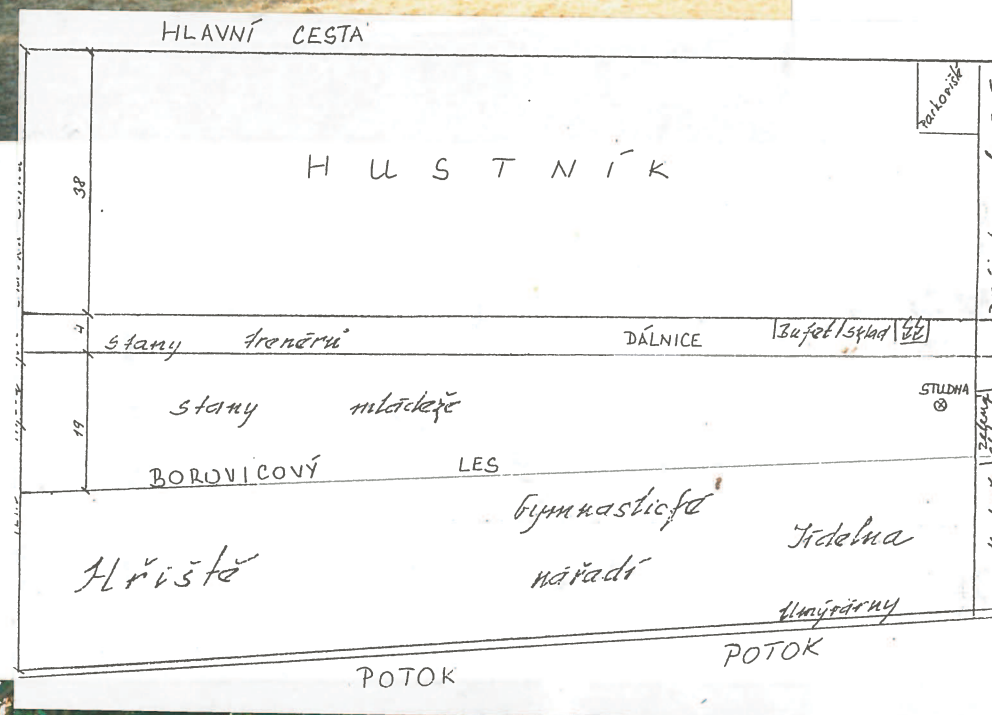 HLAVNÍ CESTA
Parkoviště
HUSTNÍK
38
4
stany trenérů
DÁLNICE
Bufet/sklad
STUDNA
stany mládeže
19
BOROVICOVÝ LES
Gymnastické
nářadí
Jídelna
Hřiště
Umývárny
POTOK
POTOK